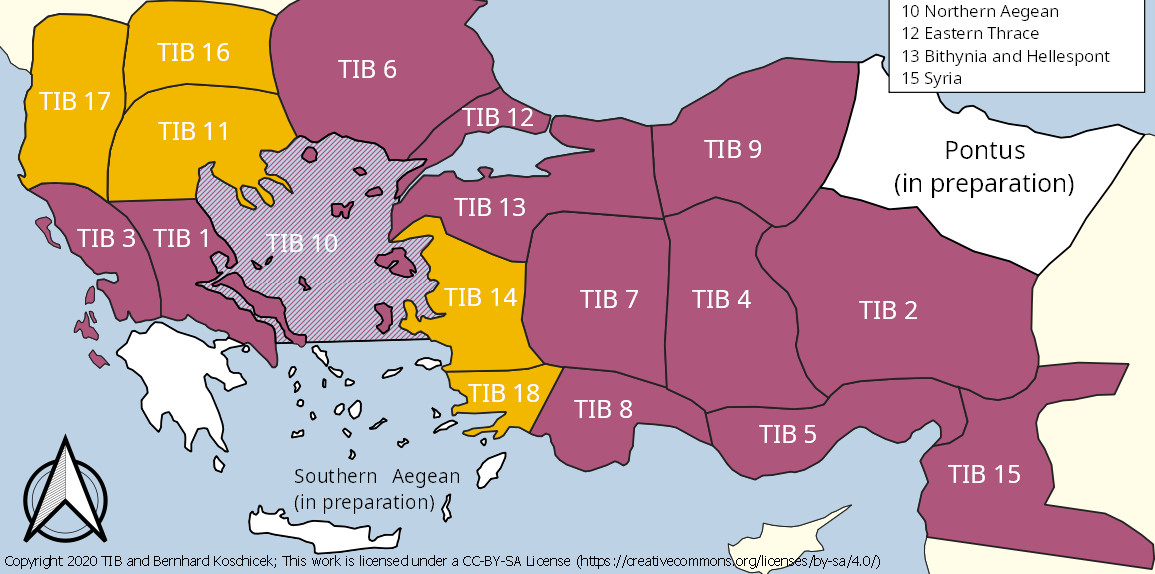 10 Northern Aegean
12 Eastern Thrace
13 Bithynia and Hellespont
15 Syria
TIB 16
TIB 6
TIB 17
TIB 12
TIB 11
TIB 9
Pontus
(in preparation)
TIB 13
TIB 3
TIB 1
TIB 10
TIB 14
TIB 7
TIB 4
TIB 2
TIB 18
TIB 8
TIB 5
TIB 15
Southern Aegean
(in preparation)
Copyright 2020 TIB and Bernhard Koschicek; This work is licensed under a CC-BY-SA License (https://creativecommons.org/licenses/by-sa/4.0/)